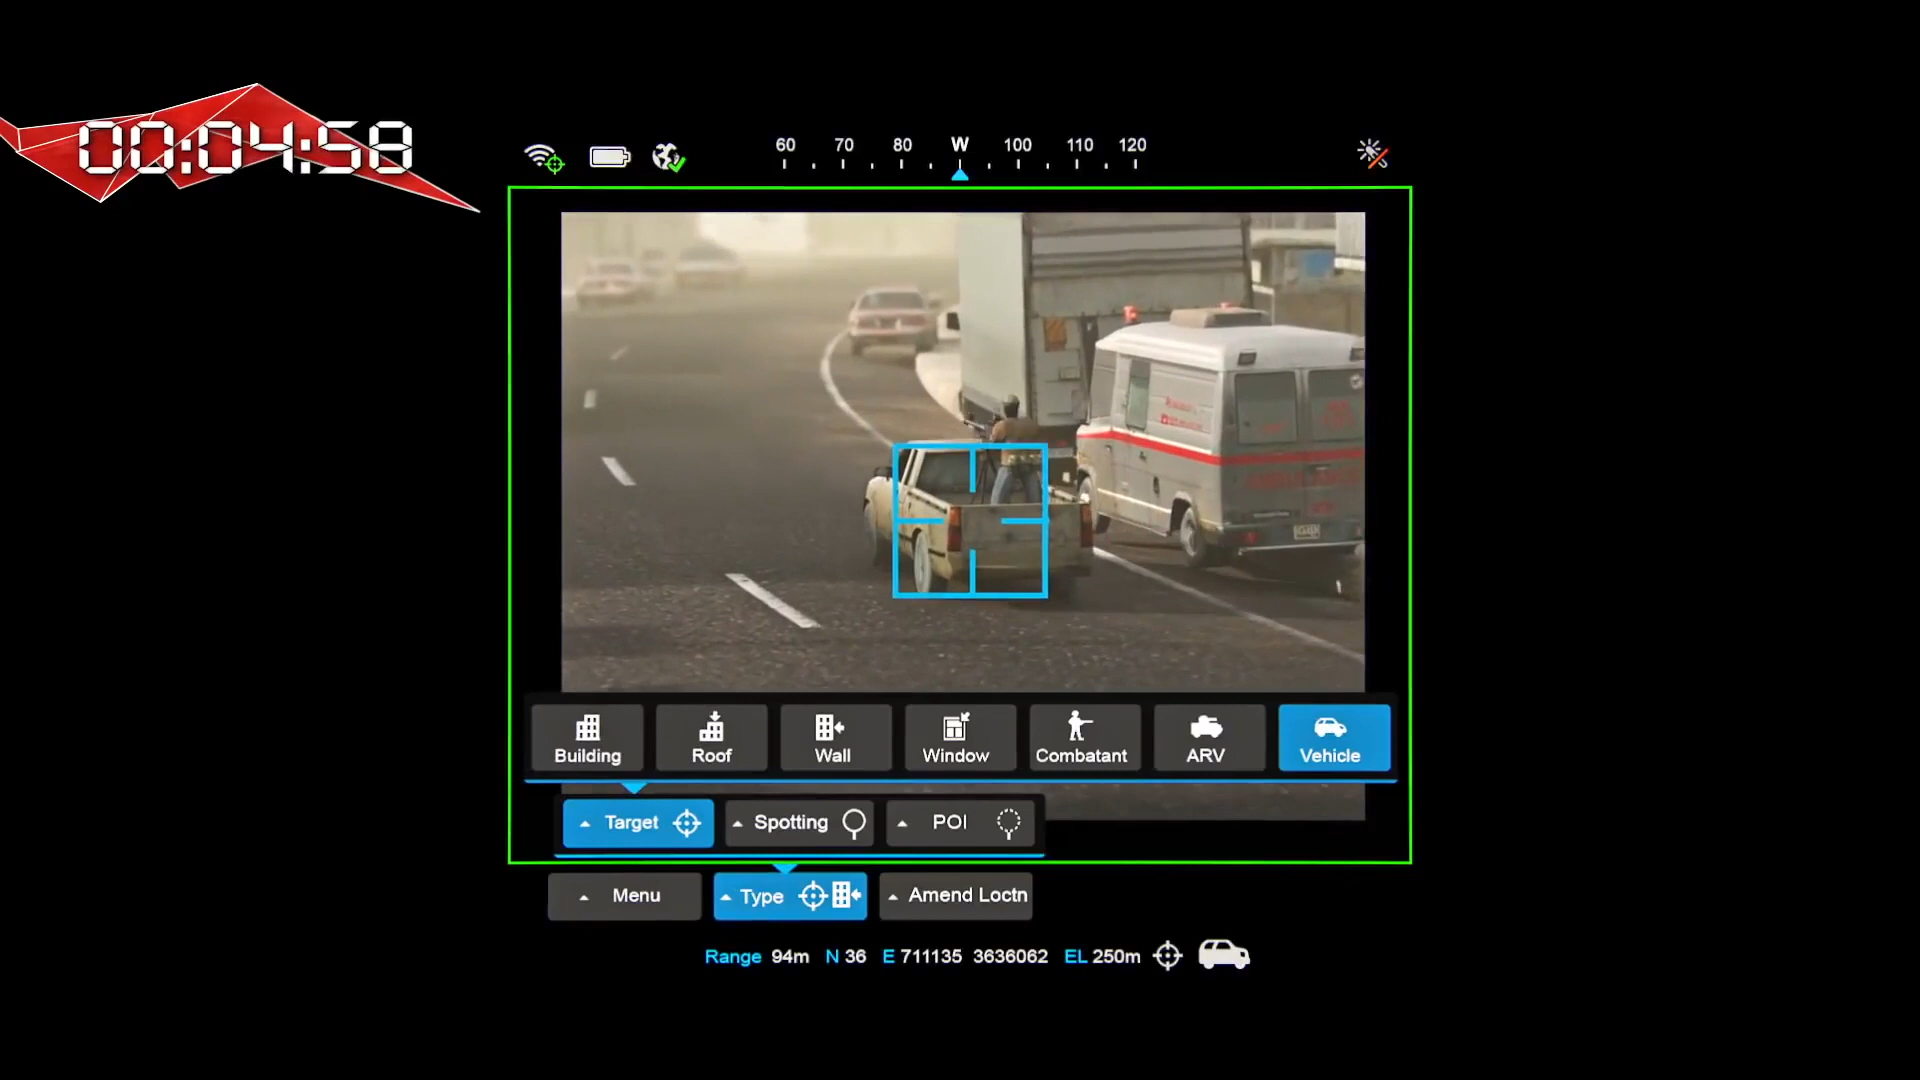 00:04:58
60 70 80 W 100 110 120
Building Roof Wall Window Combatant ARV Vehicle
Target Spotting POI
Menu Type Amend Loctn
Range 94m N 36 E 711135 3636062 EL 250m